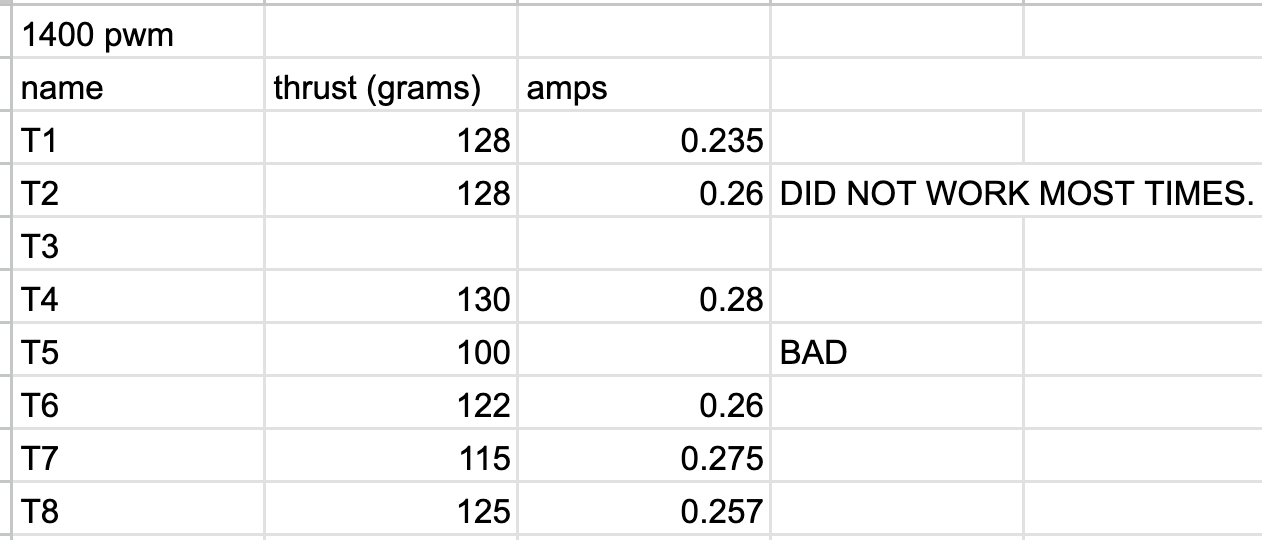 1400 pwm
name thrust (grams) amps
T1 128 0.235
T2 128 0.26 DID NOT WORK MOST TIMES.
T3
T4 130 0.28
T5 100 BAD
T6 122 0.26
T7 115 0.275
T8 125 0.257